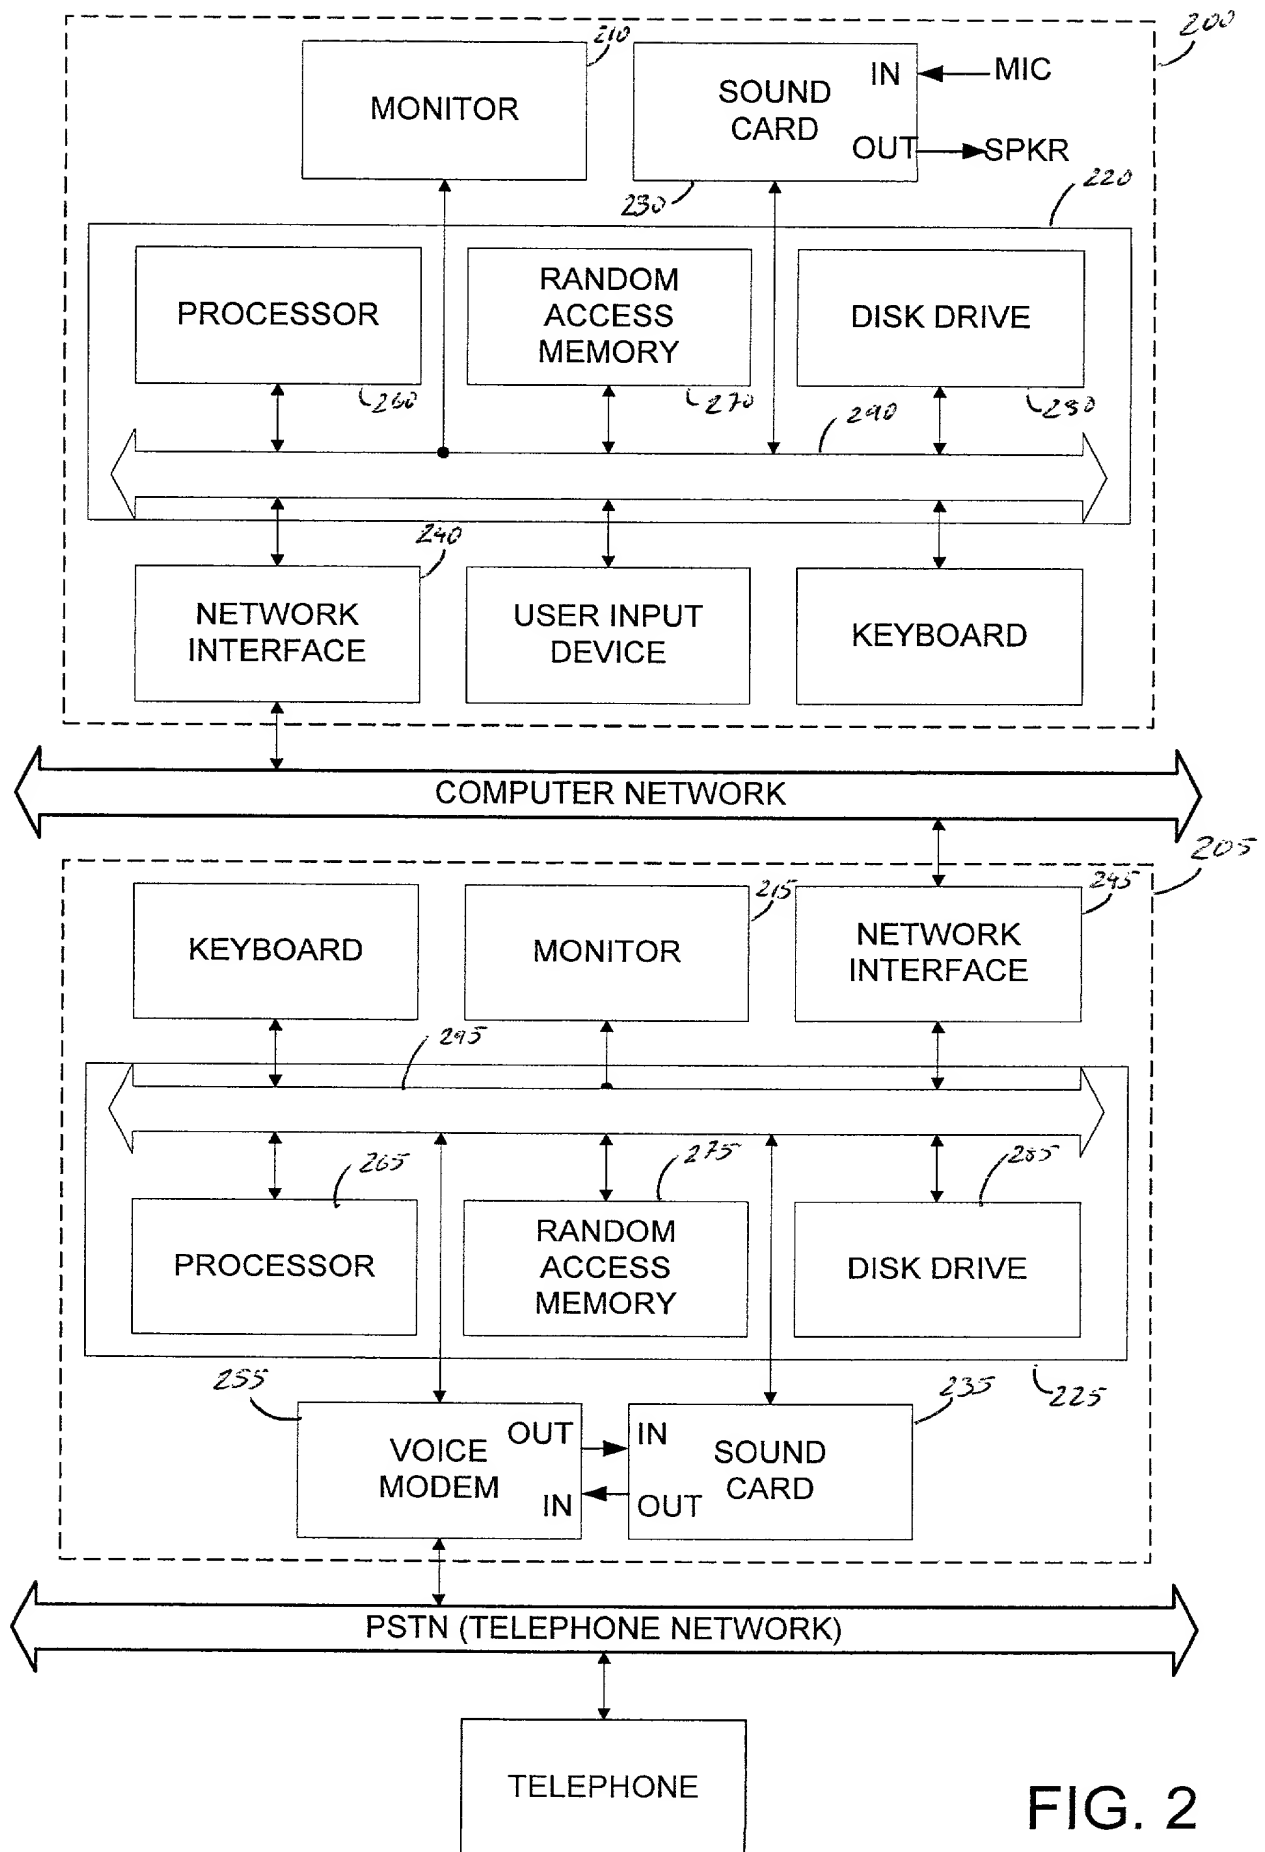 200
210
MONITOR
SOUND
CARD
IN
MIC
OUT
SPKR
230
220
PROCESSOR
RANDOM
ACCESS
MEMORY
DISK DRIVE
260
270
290
280
240
NETWORK
INTERFACE
USER INPUT
DEVICE
KEYBOARD
COMPUTER NETWORK
205
KEYBOARD
215
MONITOR
245
NETWORK
INTERFACE
295
265
275
285
PROCESSOR
RANDOM
ACCESS
MEMORY
DISK DRIVE
255
235
225
VOICE
MODEM
OUT
IN
IN
OUT
SOUND
CARD
PSTN (TELEPHONE NETWORK)
TELEPHONE
FIG. 2